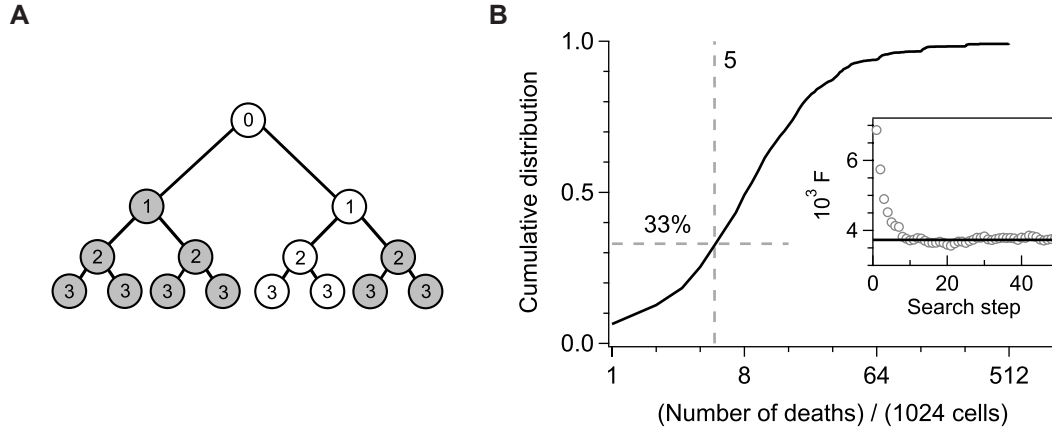 A
0
1 1
2 2 2 2
3 3 3 3 3 3 3 3
B
1.0
0.5
0.0
Cumulative distribution
5
33%
1 8 64 512
(Number of deaths) / (1024 cells)
6
4
10³ F
0 20 40
Search step